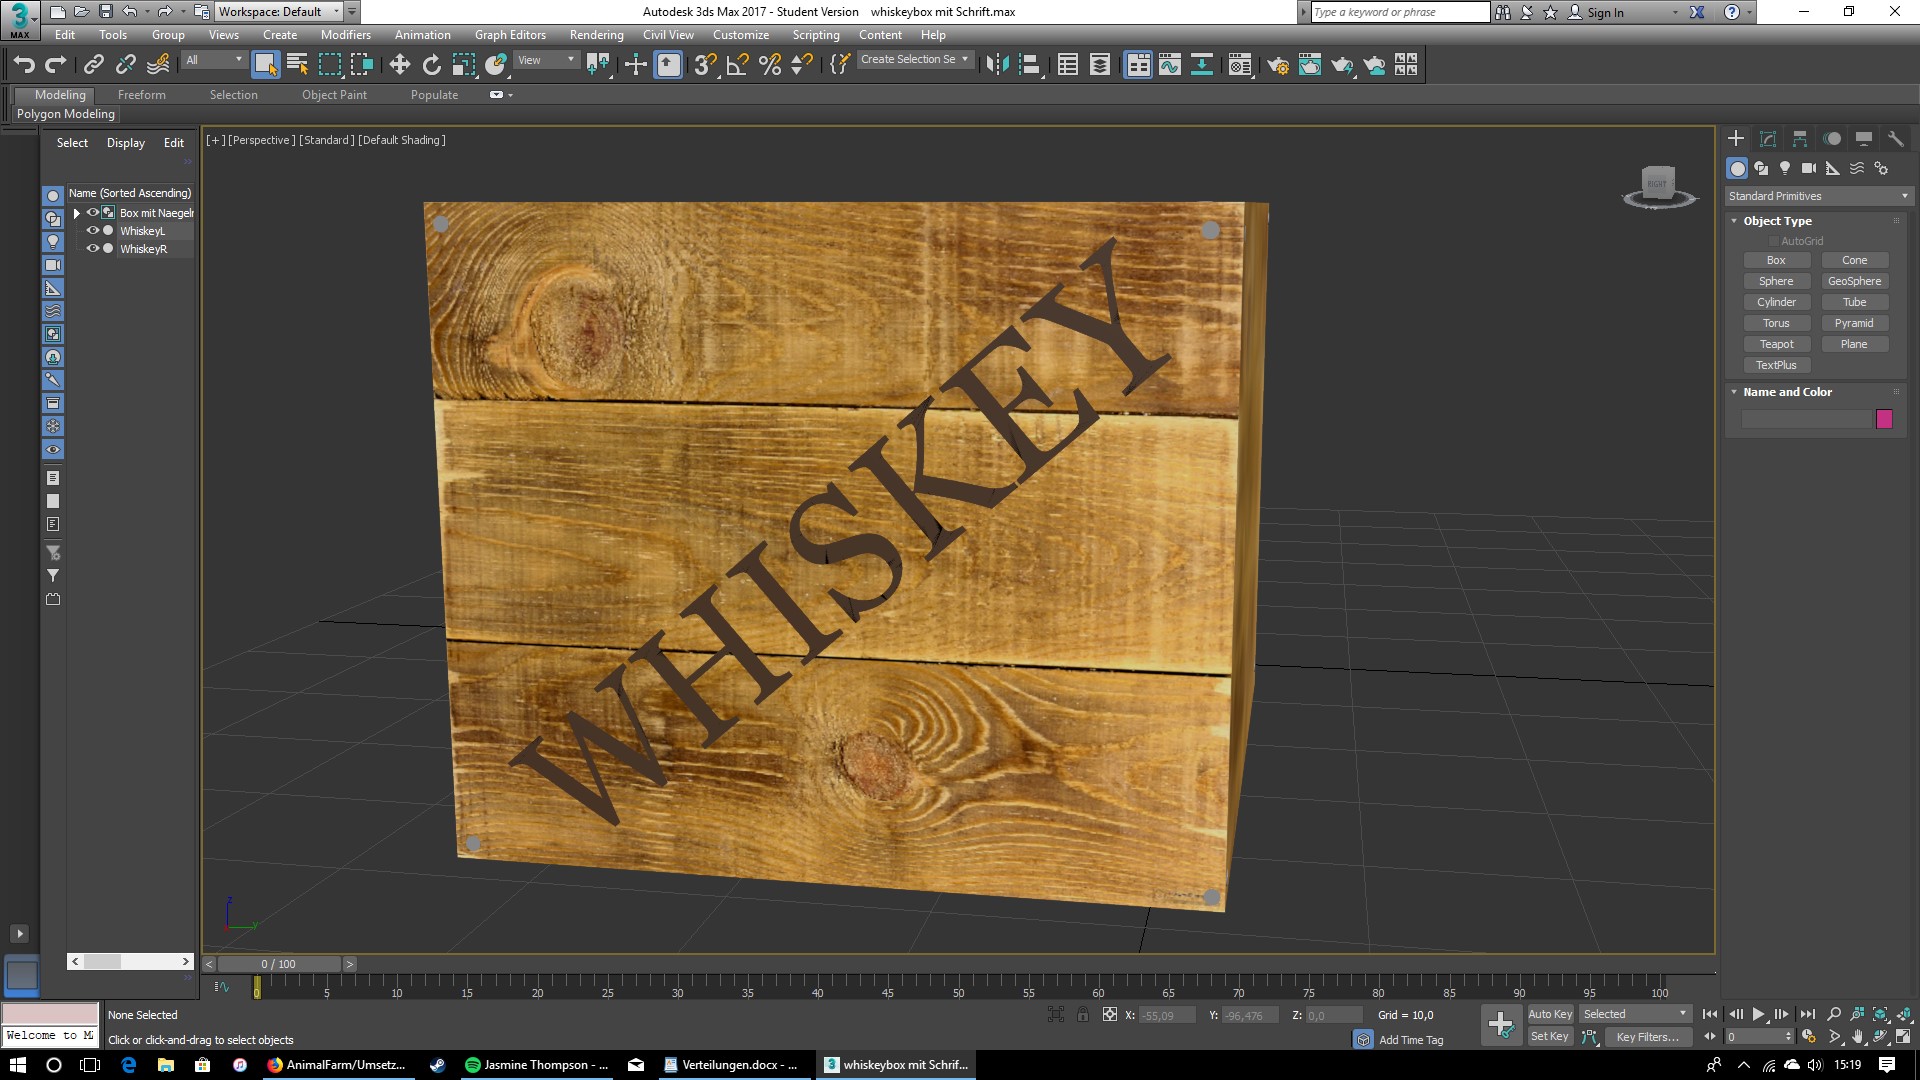 3
MAX
Workspace: Default
Autodesk 3ds Max 2017 - Student Version    whiskeybox mit Schrift.max
Type a keyword or phrase
Sign In
Edit Tools Group Views Create Modifiers Animation Graph Editors Rendering Civil View Customize Scripting Content Help
All
View
3
Create Selection Se
Modeling Freeform Selection Object Paint Populate
Polygon Modeling
Select Display Edit
[+] [Perspective ] [Standard ] [Default Shading ]
Name (Sorted Ascending)
Box mit Naegeln
WhiskeyL
WhiskeyR
WHISKEY
RIGHT
z
y
Standard Primitives
Object Type
AutoGrid
Box Cone
Sphere GeoSphere
Cylinder Tube
Torus Pyramid
Teapot Plane
TextPlus
Name and Color
< 0 / 100 >
0 5 10 15 20 25 30 35 40 45 50 55 60 65 70 75 80 85 90 95 100
None Selected
Click or click-and-drag to select objects
Welcome to M
X: -55,09 Y: -96,476 Z: 0,0 Grid = 10,0
Add Time Tag
Auto Key Selected
Set Key Key Filters...
0
AnimalFarm/Umsetz...
Jasmine Thompson - ...
Verteilungen.docx - ...
3 whiskeybox mit Schrif...
15:19